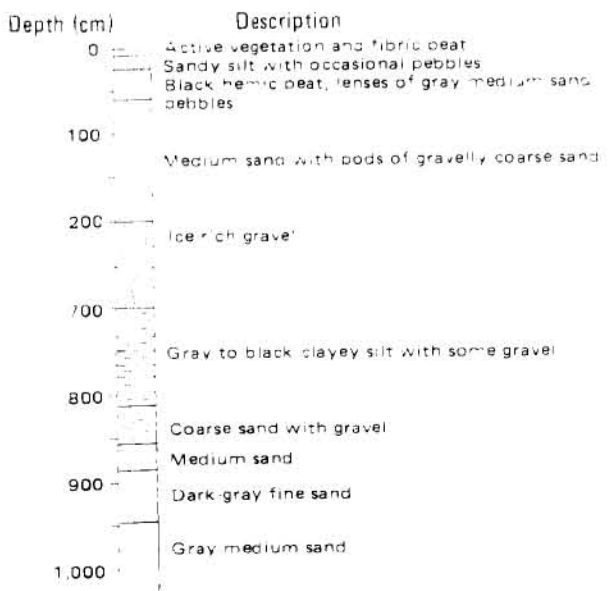 Depth (cm) Description
0 Active vegetation and fibric peat
Sandy silt with occasional pebbles
Black hemic peat, lenses of gray medium sand
pebbles
100
Medium sand with pods of gravelly coarse sand
200
Ice rich gravel
700
Gray to black clayey silt with some gravel
800
Coarse sand with gravel
Medium sand
900
Dark-gray fine sand
Gray medium sand
1,000